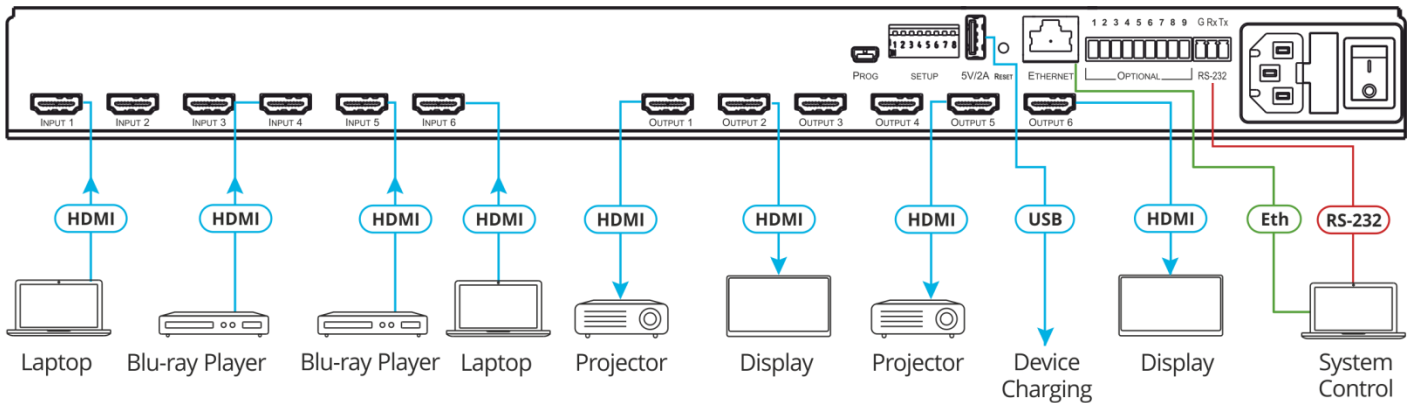 1 2 3 4 5 6 7 8 9 G Rx Tx
1 2 3 4 5 6 7 8
PROG SETUP 5V/2A RESET ETHERNET OPTIONAL RS-232
INPUT 1 INPUT 2 INPUT 3 INPUT 4 INPUT 5 INPUT 6 OUTPUT 1 OUTPUT 2 OUTPUT 3 OUTPUT 4 OUTPUT 5 OUTPUT 6
HDMI HDMI HDMI HDMI HDMI HDMI HDMI USB HDMI Eth RS-232
Laptop Blu-ray Player Blu-ray Player Laptop Projector Display Projector Device Display System
Charging Control